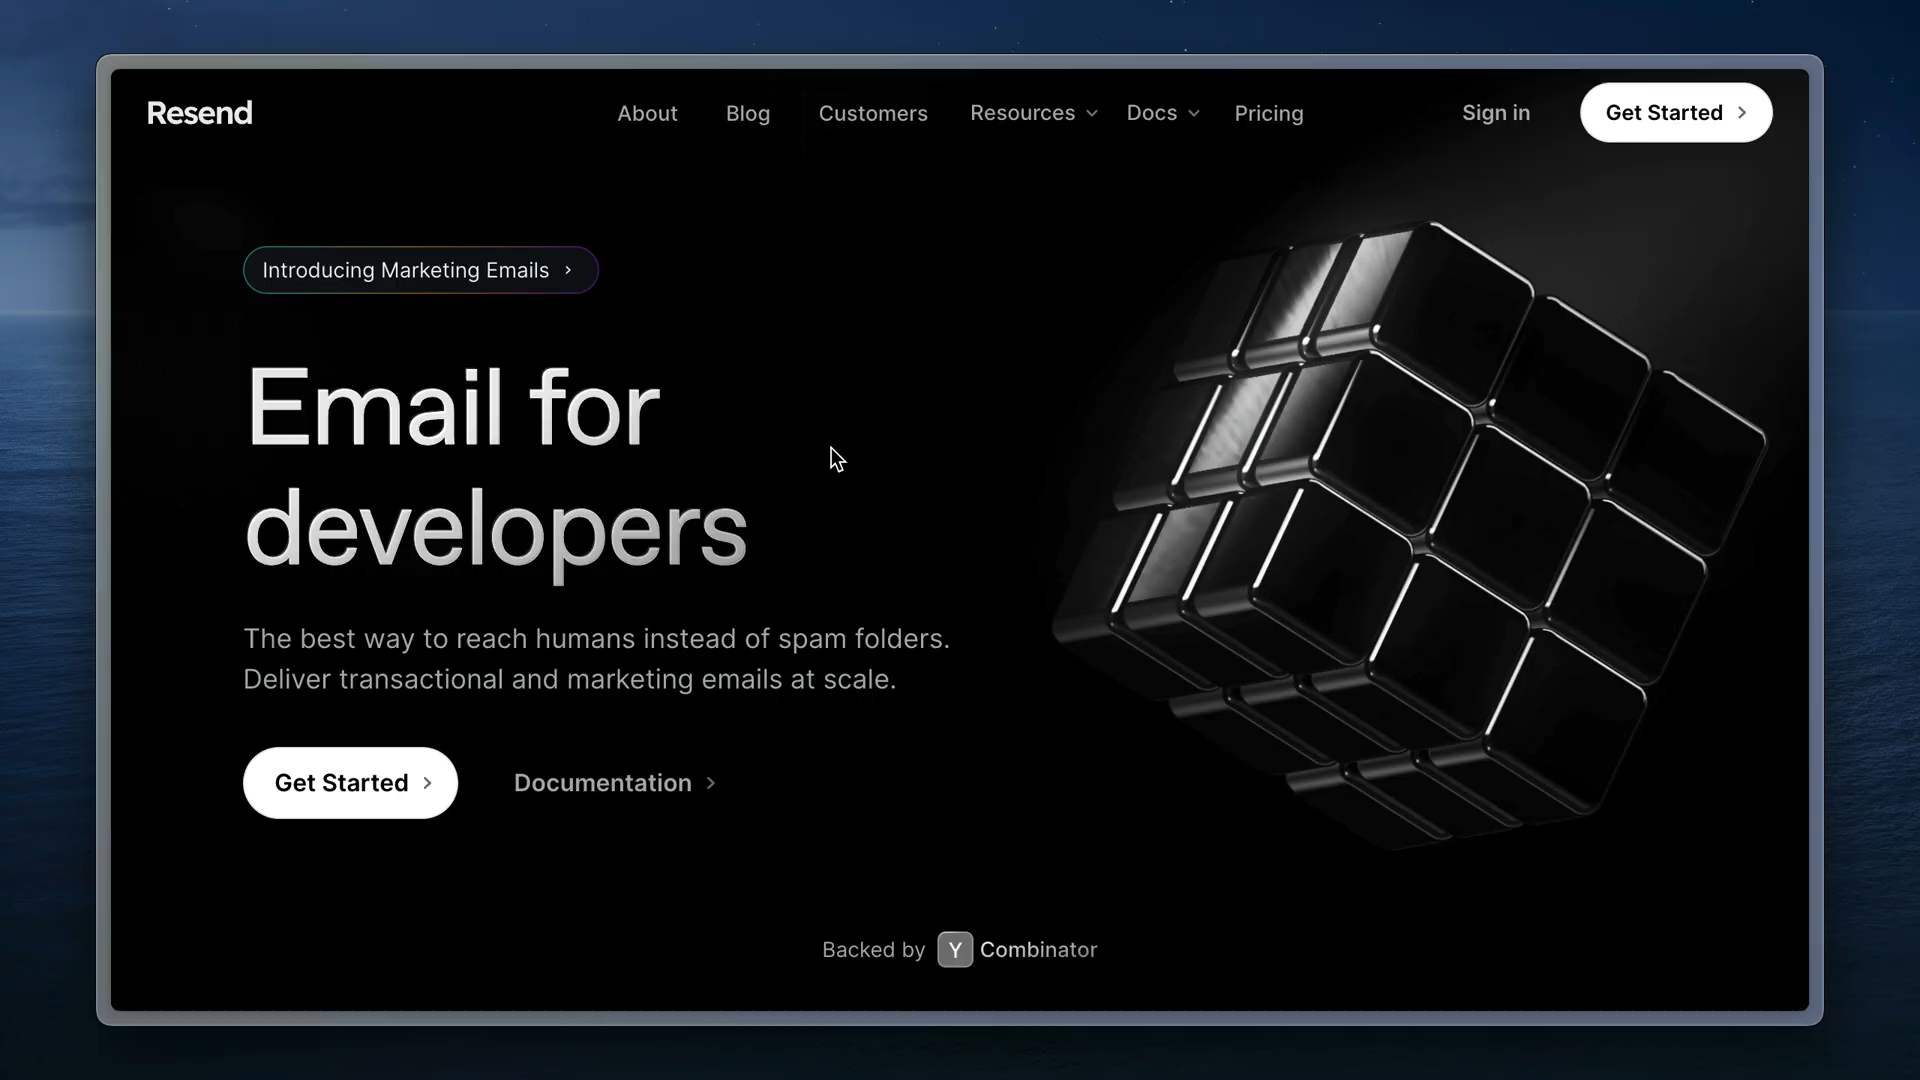 Resend
About
Blog
Customers
Resources
Docs
Pricing
Sign in
Get Started
Introducing Marketing Emails
Email for
developers
The best way to reach humans instead of spam folders.
Deliver transactional and marketing emails at scale.
Get Started
Documentation
Backed by Y Combinator